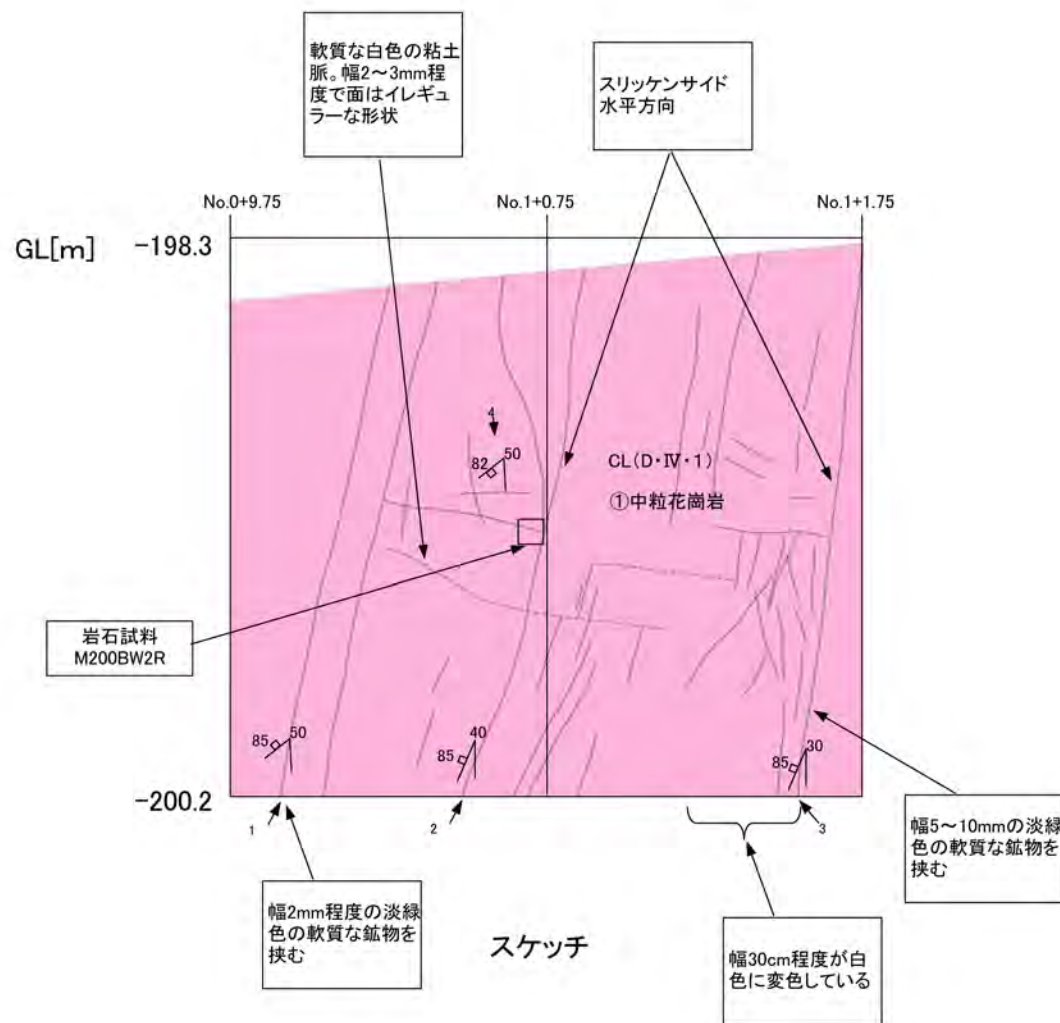 軟質な白色の粘土
脈。幅2～3mm程
度で面はイレギュ
ラーな形状
スリッケンサイド
水平方向
No.0+9.75
No.1+0.75
No.1+1.75
GL[m]
-198.3
4
82
50
CL(D・Ⅳ・1)
①中粒花崗岩
岩石試料
M200BW2R
85
50
85
40
85
30
-200.2
1
2
3
幅2mm程度の淡緑
色の軟質な鉱物を
挟む
スケッチ
幅30cm程度が白
色に変色している
幅5～10mmの淡緑
色の軟質な鉱物を
挟む